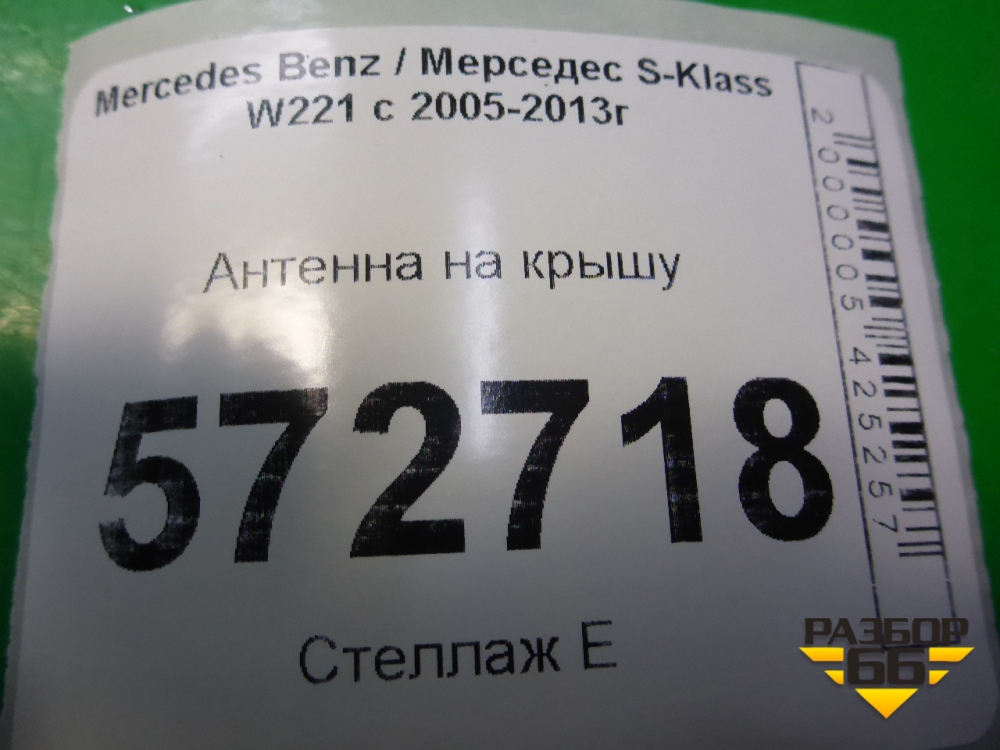 Mercedes Benz / Мерседес S-Klass
W221 с 2005-2013г
Антенна на крышу
572718
Стеллаж Е
2000005425257
РАЗБОР
66